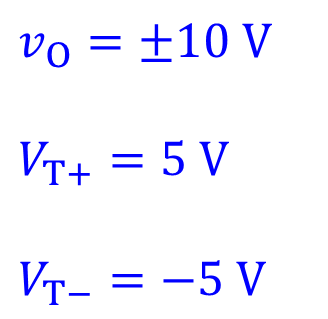 v_O = ±10 V
V_T+ = 5 V
V_T− = −5 V